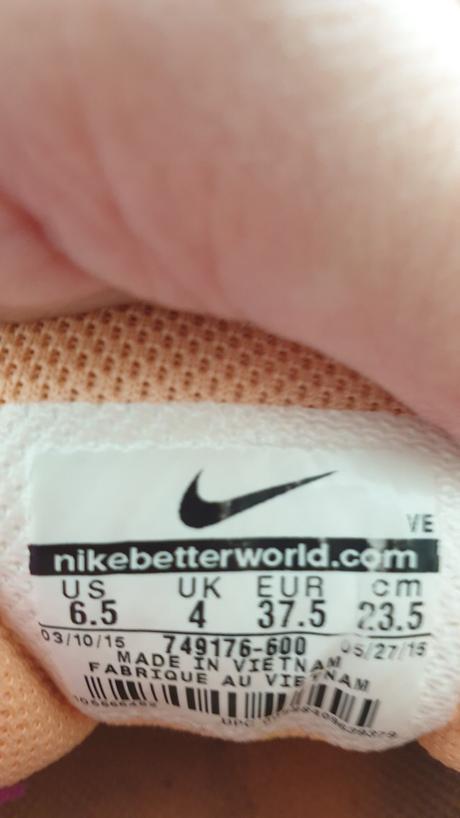 VE
nikebetterworld.com
US UK EUR cm
6.5 4 37.5 23.5
03/10/15 749176-600 05/27/15
MADE IN VIETNAM
FABRIQUE AU VIETNAM
UPC